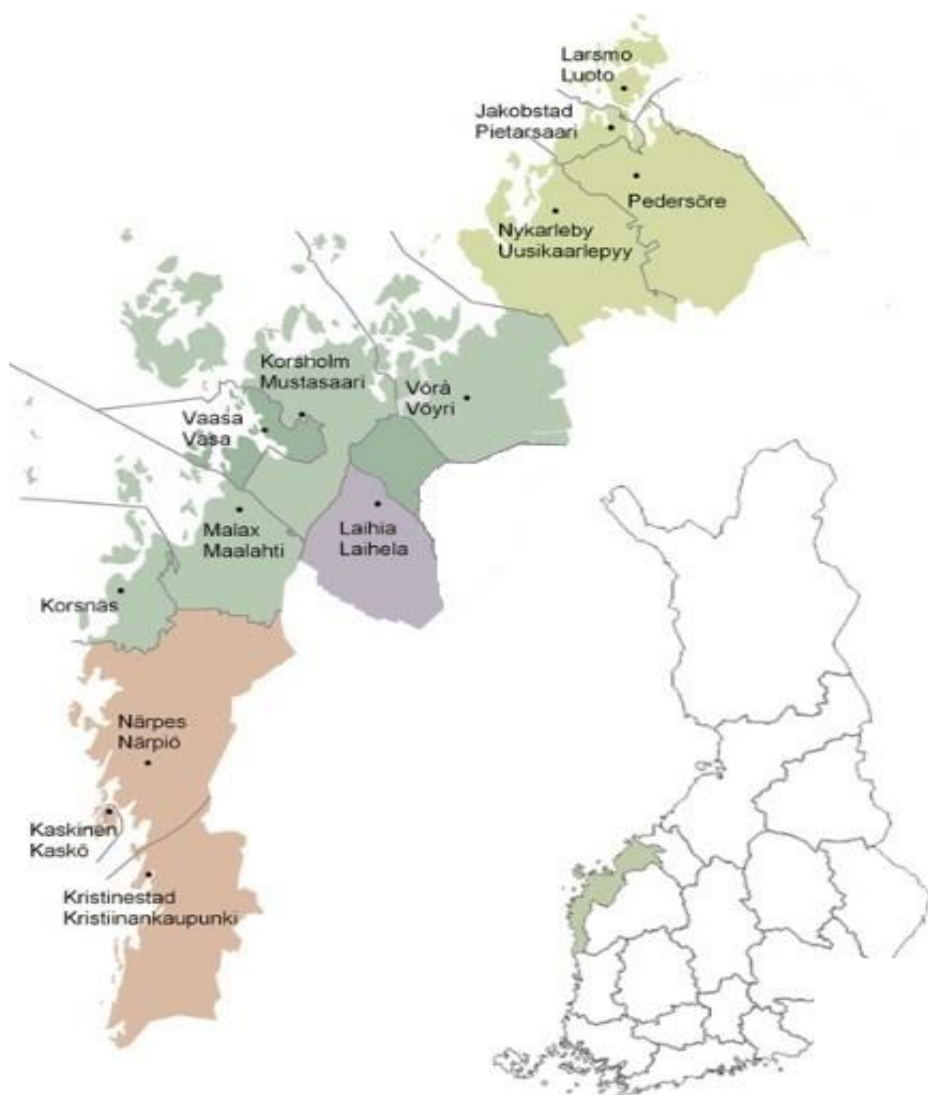 Larsmo
Luoto
Jakobstad
Pietarsaari
Pedersöre
Nykarleby
Uusikaarlepyy
Korsholm
Mustasaari
Vörå
Vöyri
Vaasa
Vasa
Malax
Maalahti
Laihia
Laihela
Korsnäs
Närpes
Närpiö
Kaskinen
Kaskö
Kristinestad
Kristiinankaupunki